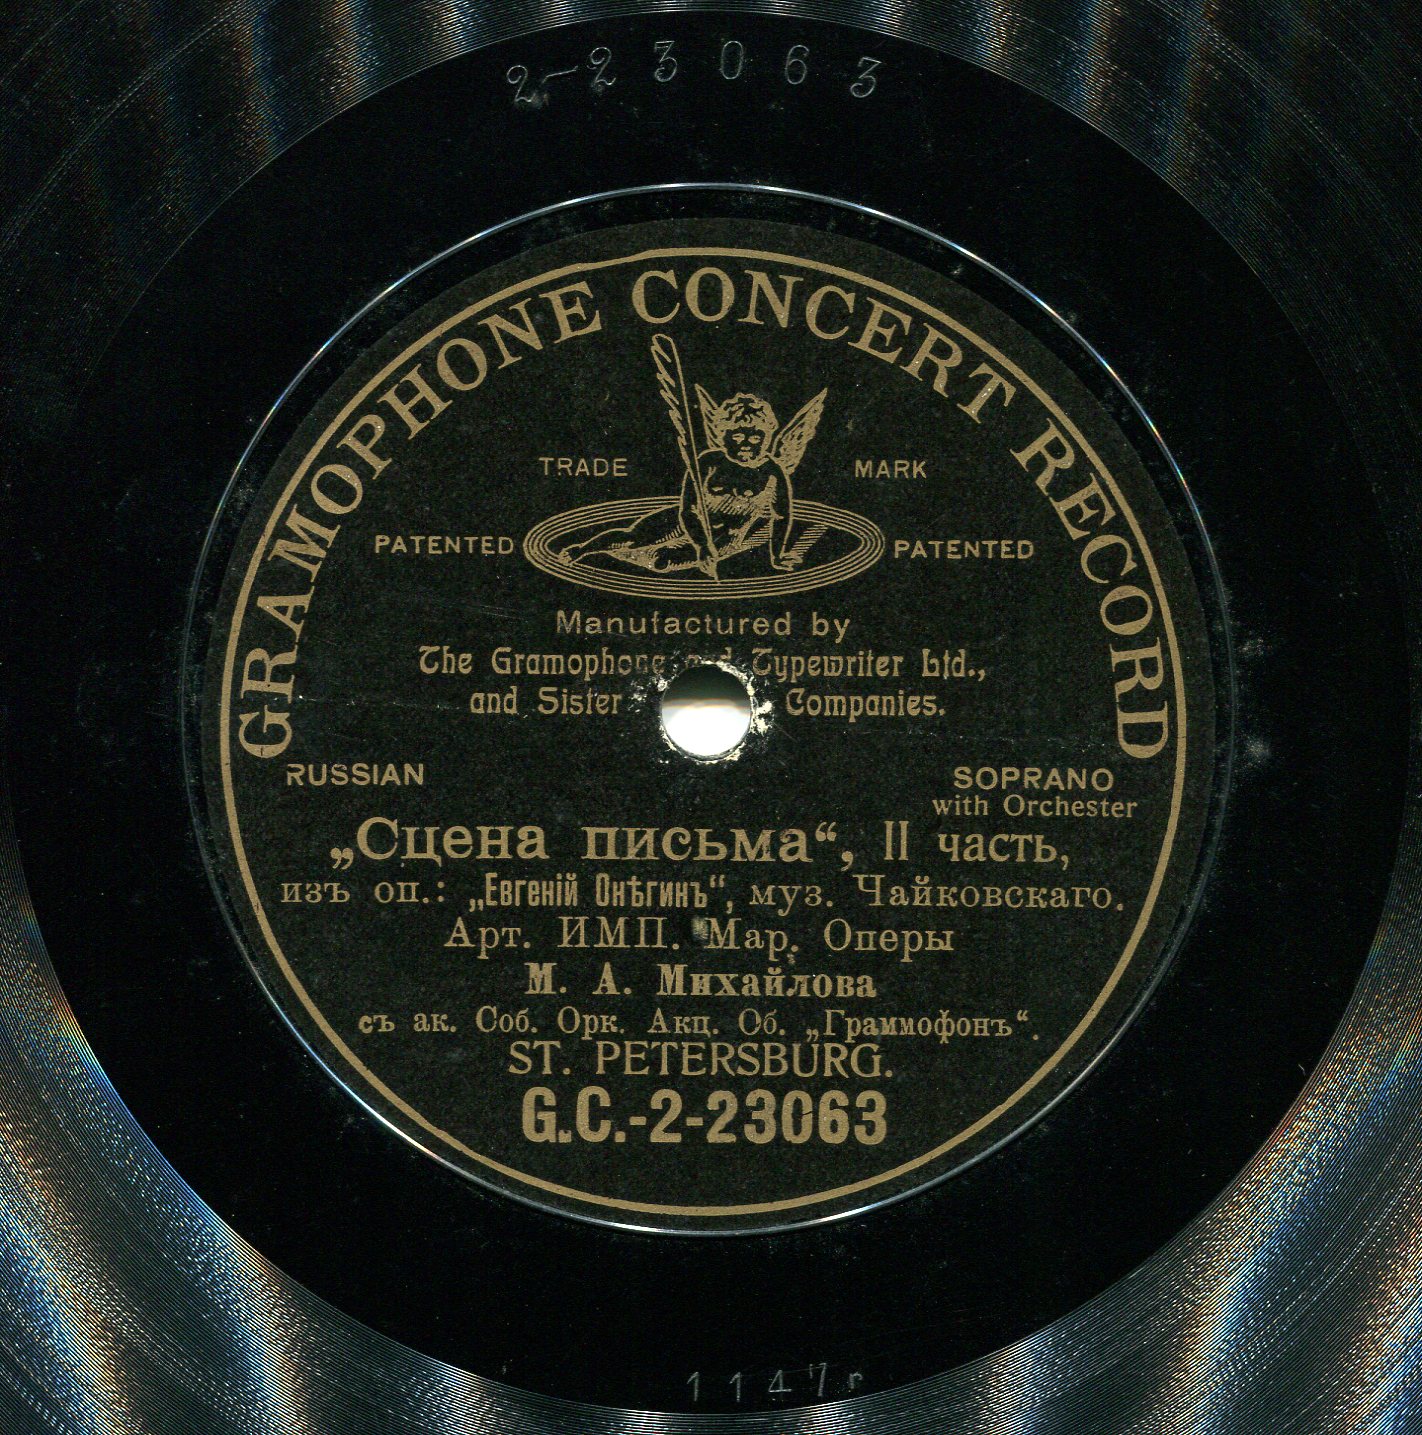 2-23063
GRAMOPHONE CONCERT RECORD
TRADE MARK
PATENTED PATENTED
Manufactured by
The Gramophone and Typewriter Ltd.,
and Sister Companies.
RUSSIAN
SOPRANO
with Orchester
„Сцена письма“, II часть,
изъ оп.: „Евгеній Онѣгинъ“, муз. Чайковскаго.
Арт. ИМП. Мар. Оперы
М. А. Михайлова
съ ак. Соб. Орк. Акц. Об. „Граммофонъ“.
ST. PETERSBURG.
G.C.-2-23063
1147r